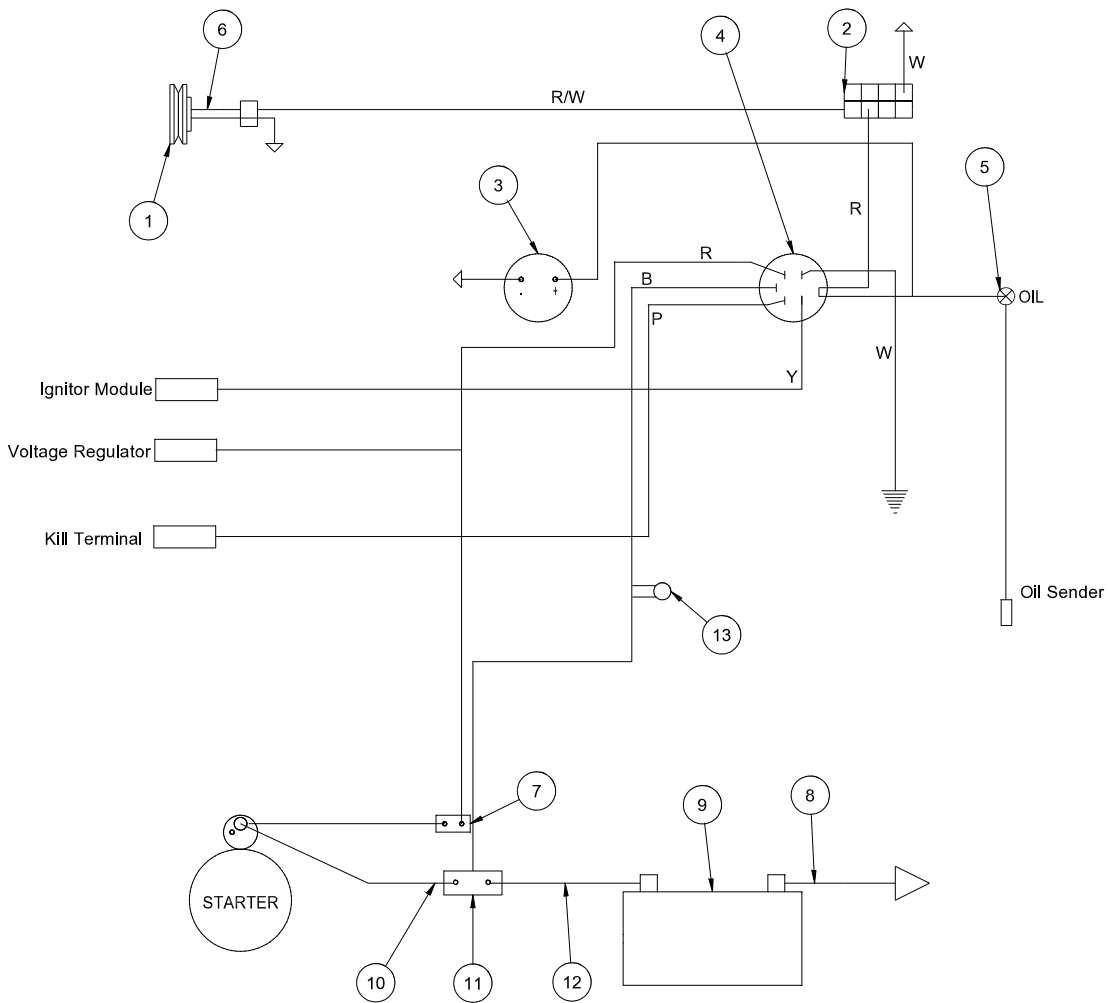 6
2
4
W
R/W
5
3
1
R
R
B
OIL
P
- +
W
Y
Ignitor Module
Voltage Regulator
Kill Terminal
Oil Sender
13
7
9
8
STARTER
10
11
12